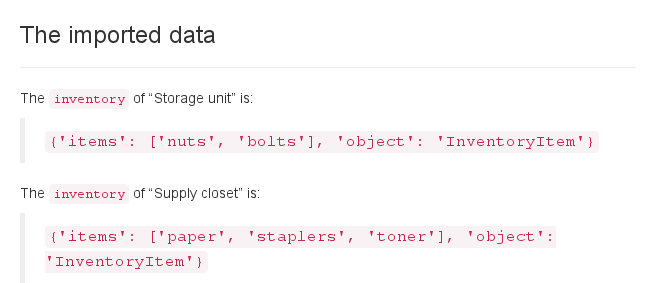 The imported data
The inventory of “Storage unit” is:
{'items': ['nuts', 'bolts'], 'object': 'InventoryItem'}
The inventory of “Supply closet” is:
{'items': ['paper', 'staplers', 'toner'], 'object':
'InventoryItem'}